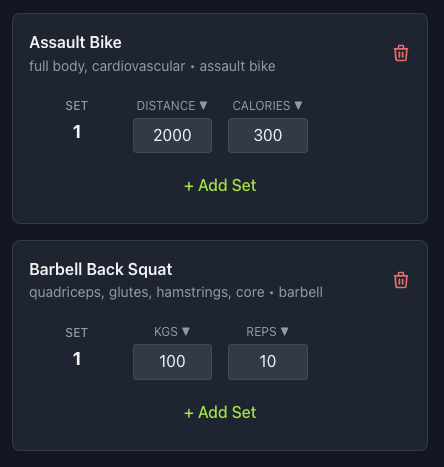 Assault Bike
full body, cardiovascular • assault bike
SET DISTANCE ▼ CALORIES ▼
1 2000 300
+ Add Set
Barbell Back Squat
quadriceps, glutes, hamstrings, core • barbell
SET KGS ▼ REPS ▼
1 100 10
+ Add Set